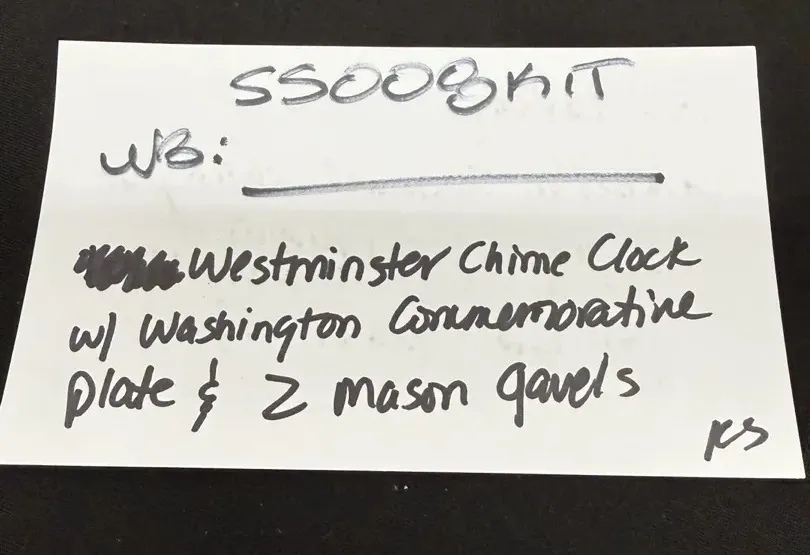 SS008KIT
WB:
Westminster Chime Clock
w/ Washington Commemorative
Plate & 2 Mason gavels
KS